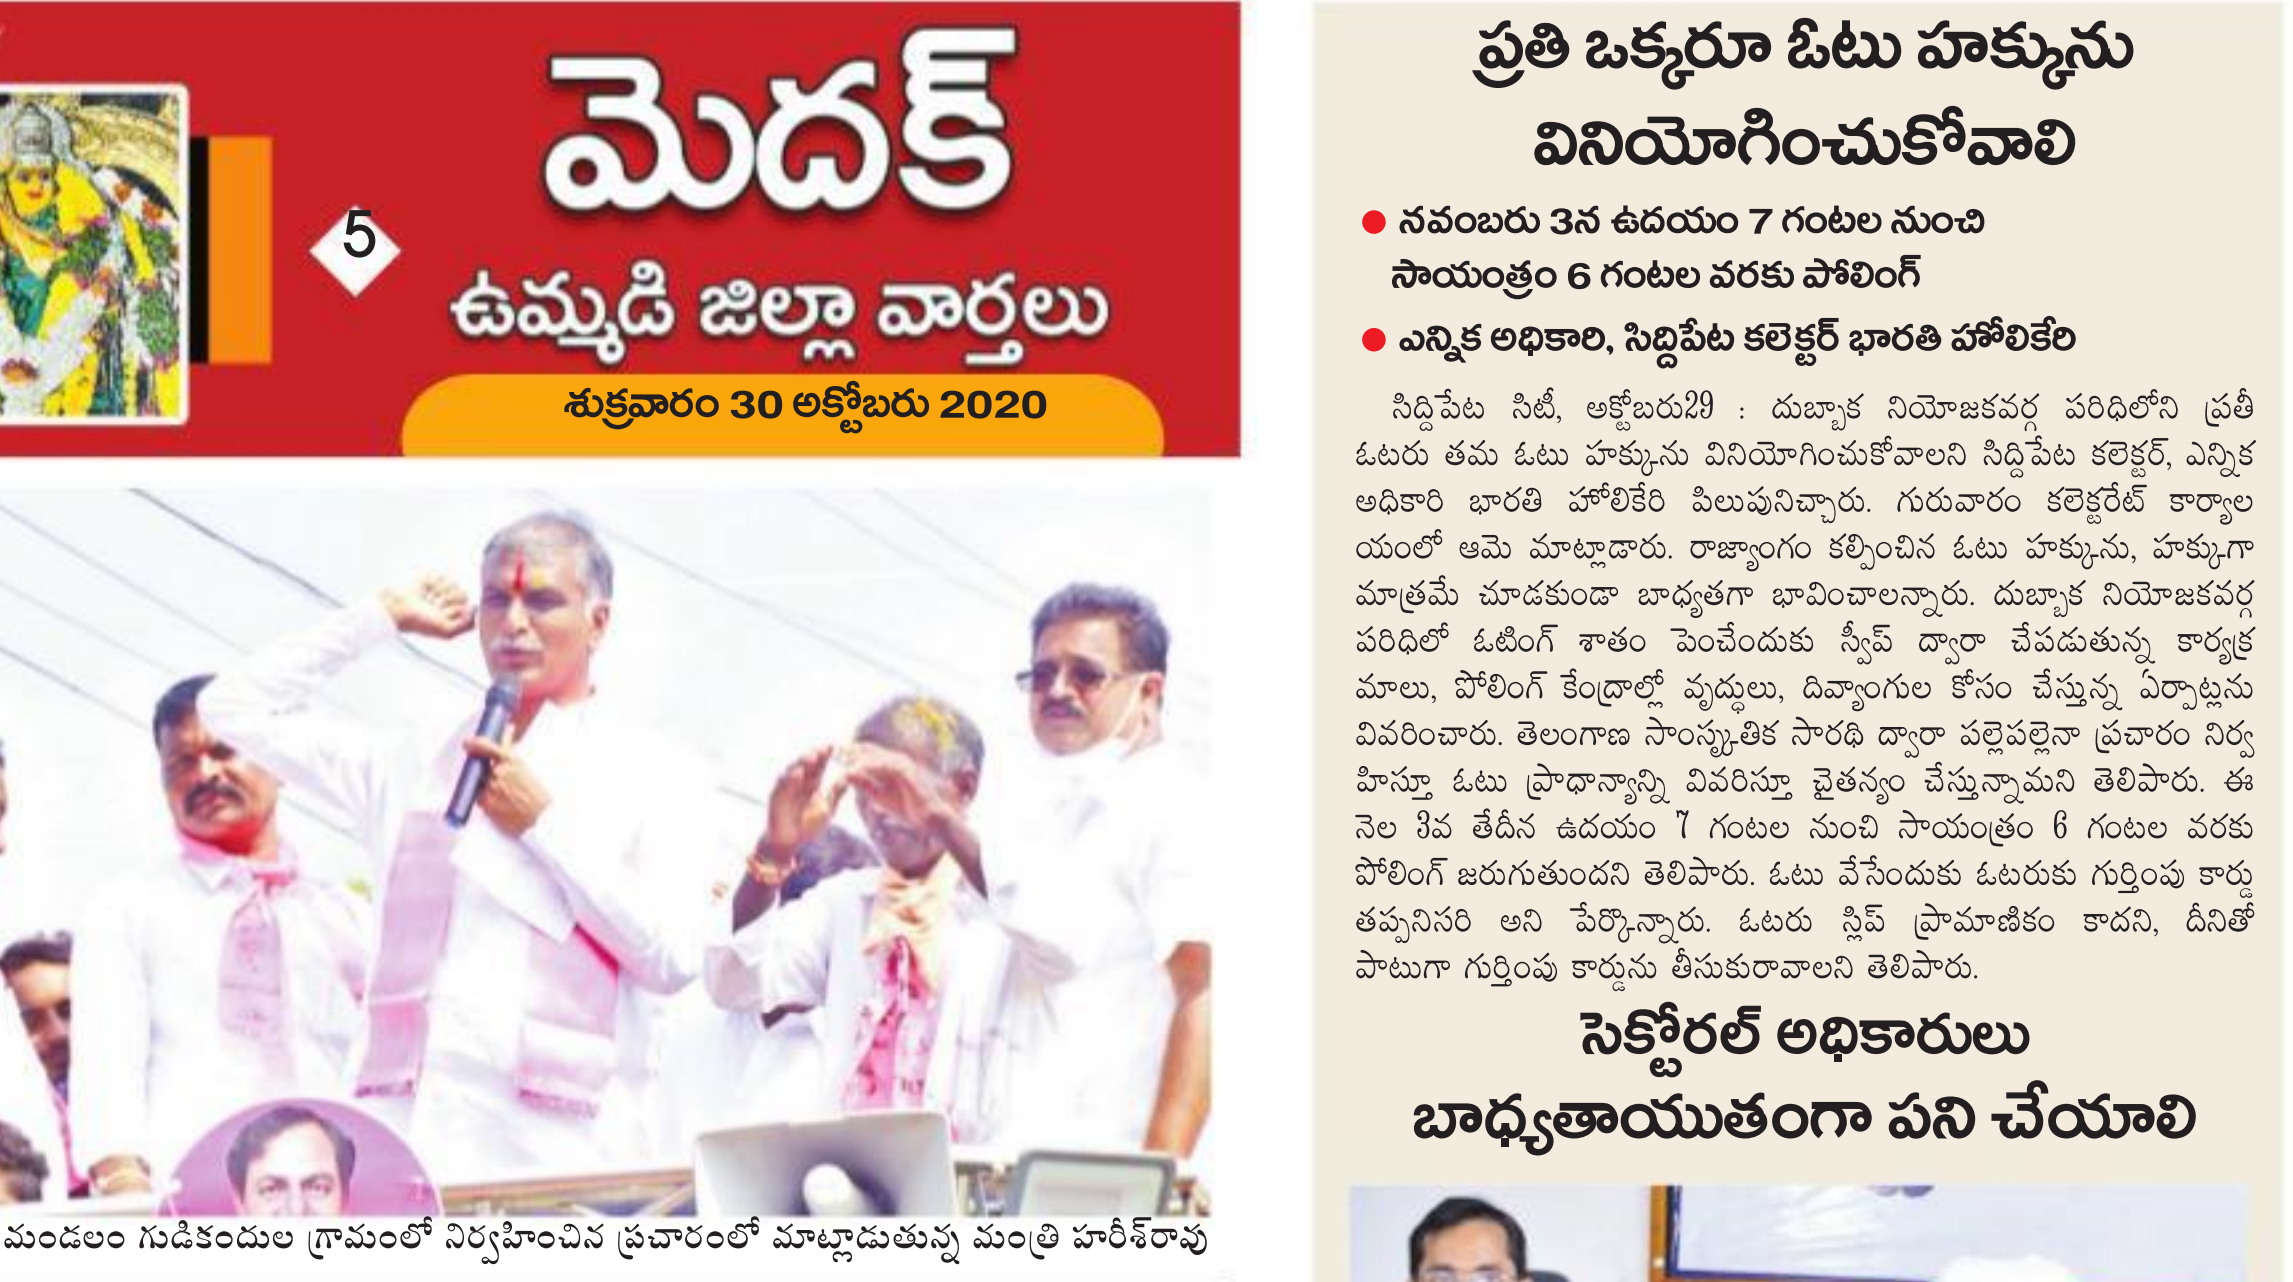 మెదక్
5
ఉమ్మడి జిల్లా వార్తలు
శుక్రవారం 30 అక్టోబరు 2020
మండలం గుడికందుల గ్రామంలో నిర్వహించిన ప్రచారంలో మాట్లాడుతున్న మంత్రి హరీశ్‌రావు
ప్రతి ఒక్కరూ ఓటు హక్కును
వినియోగించుకోవాలి
● నవంబరు 3న ఉదయం 7 గంటల నుంచి
సాయంత్రం 6 గంటల వరకు పోలింగ్
● ఎన్నిక అధికారి, సిద్దిపేట కలెక్టర్ భారతి హోలికేరి
సిద్దిపేట సిటీ, అక్టోబరు29 : దుబ్బాక నియోజకవర్గ పరిధిలోని ప్రతీ
ఓటరు తమ ఓటు హక్కును వినియోగించుకోవాలని సిద్దిపేట కలెక్టర్, ఎన్నిక
అధికారి భారతి హోలికేరి పిలుపునిచ్చారు. గురువారం కలెక్టరేట్ కార్యాల
యంలో ఆమె మాట్లాడారు. రాజ్యాంగం కల్పించిన ఓటు హక్కును, హక్కుగా
మాత్రమే చూడకుండా బాధ్యతగా భావించాలన్నారు. దుబ్బాక నియోజకవర్గ
పరిధిలో ఓటింగ్ శాతం పెంచేందుకు స్వీప్ ద్వారా చేపడుతున్న కార్యక్ర
మాలు, పోలింగ్ కేంద్రాల్లో వృద్ధులు, దివ్యాంగుల కోసం చేస్తున్న ఏర్పాట్లను
వివరించారు. తెలంగాణ సాంస్కృతిక సారథి ద్వారా పల్లెపల్లెనా ప్రచారం నిర్వ
హిస్తూ ఓటు ప్రాధాన్యాన్ని వివరిస్తూ చైతన్యం చేస్తున్నామని తెలిపారు. ఈ
నెల 3వ తేదీన ఉదయం 7 గంటల నుంచి సాయంత్రం 6 గంటల వరకు
పోలింగ్ జరుగుతుందని తెలిపారు. ఓటు వేసేందుకు ఓటరుకు గుర్తింపు కార్డు
తప్పనిసరి అని పేర్కొన్నారు. ఓటరు స్లిప్ ప్రామాణికం కాదని, దీనితో
పాటుగా గుర్తింపు కార్డును తీసుకురావాలని తెలిపారు.
సెక్టోరల్ అధికారులు
బాధ్యతాయుతంగా పని చేయాలి